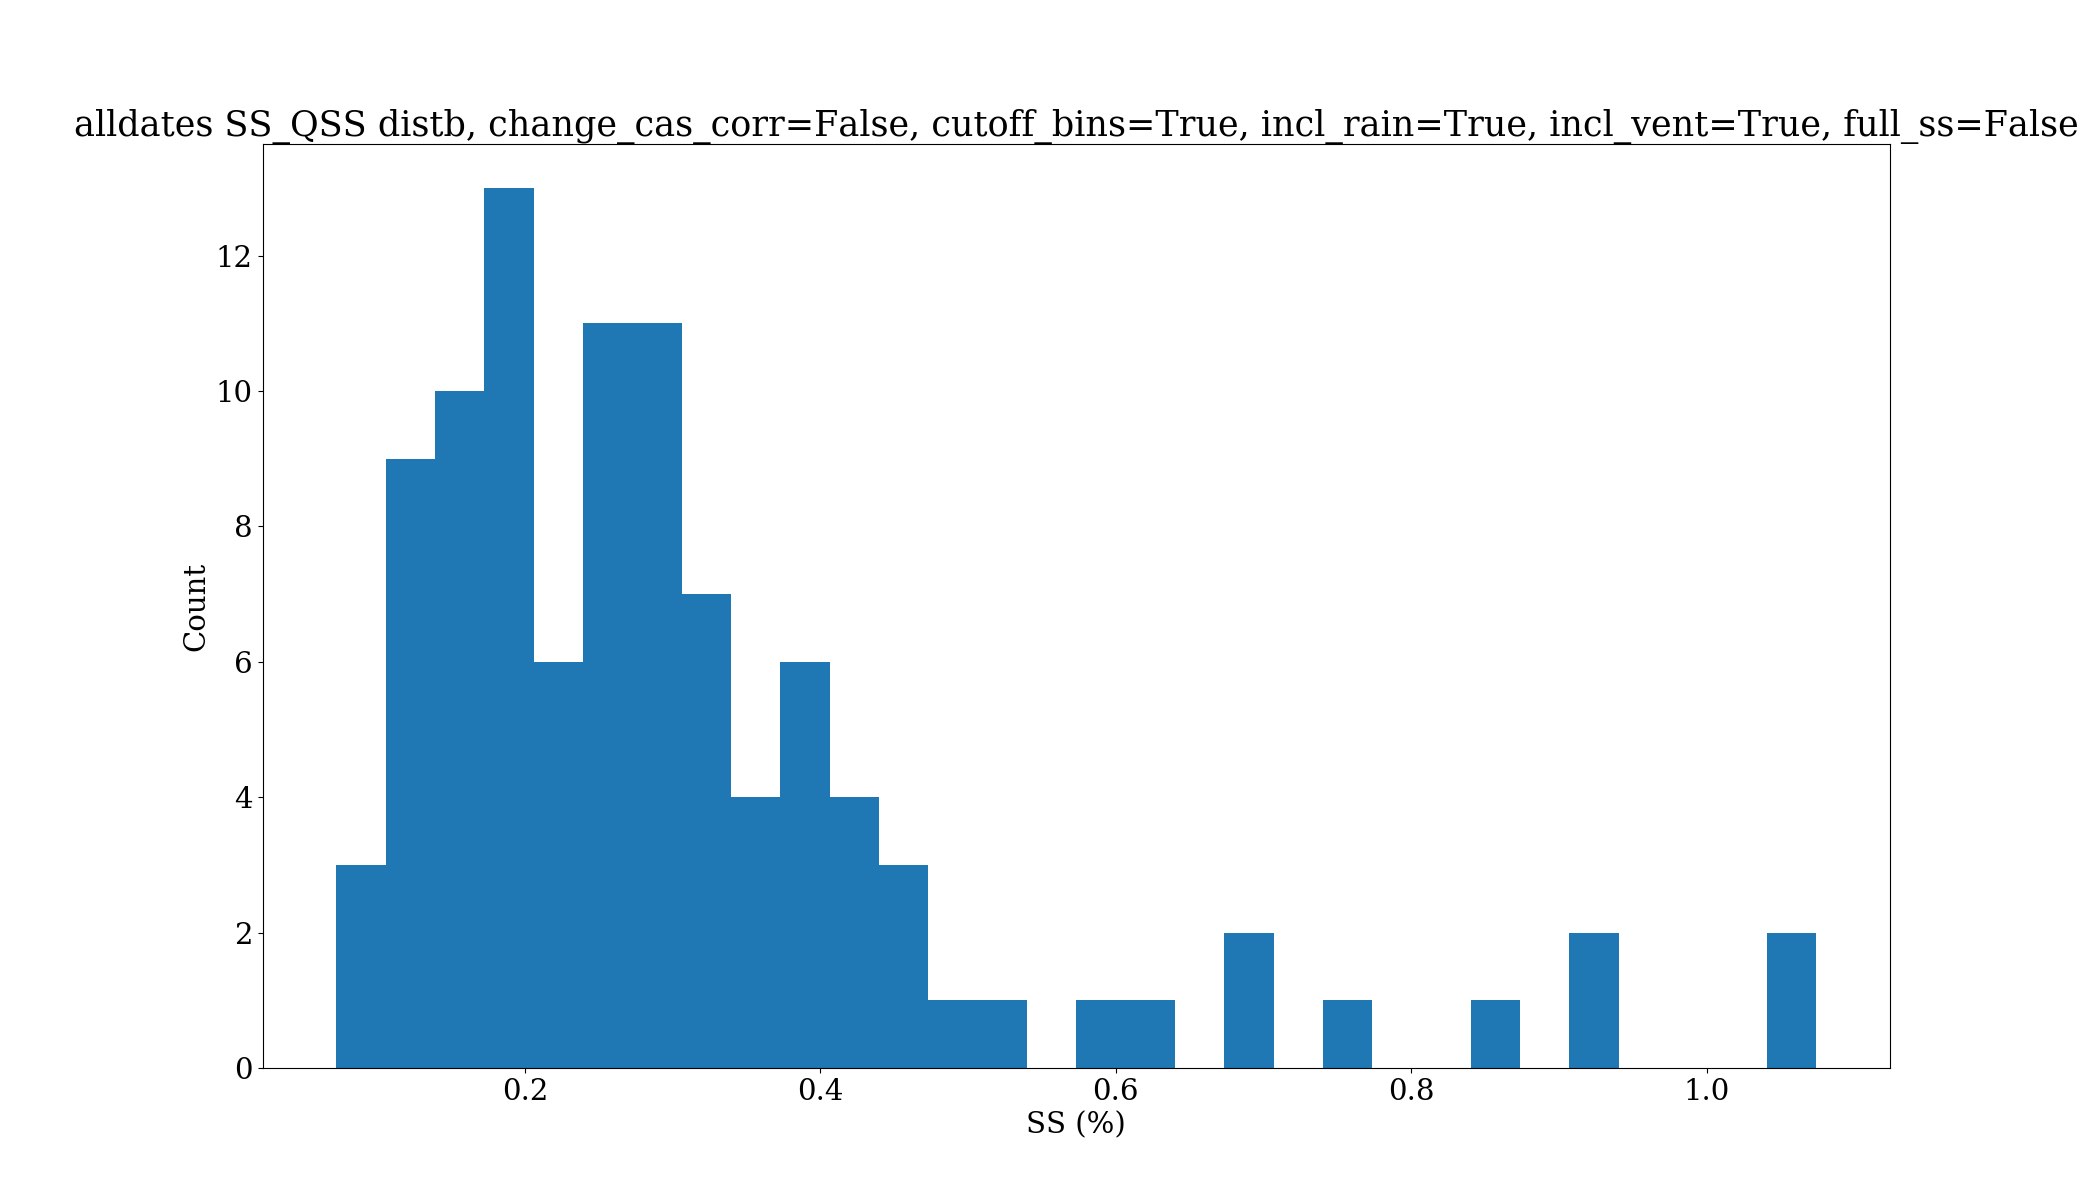 alldates SS_QSS distb, change_cas_corr=False, cutoff_bins=True, incl_rain=True, incl_vent=True, full_ss=False
12
10
8
6
4
2
0
Count
0.2 0.4 0.6 0.8 1.0
SS (%)